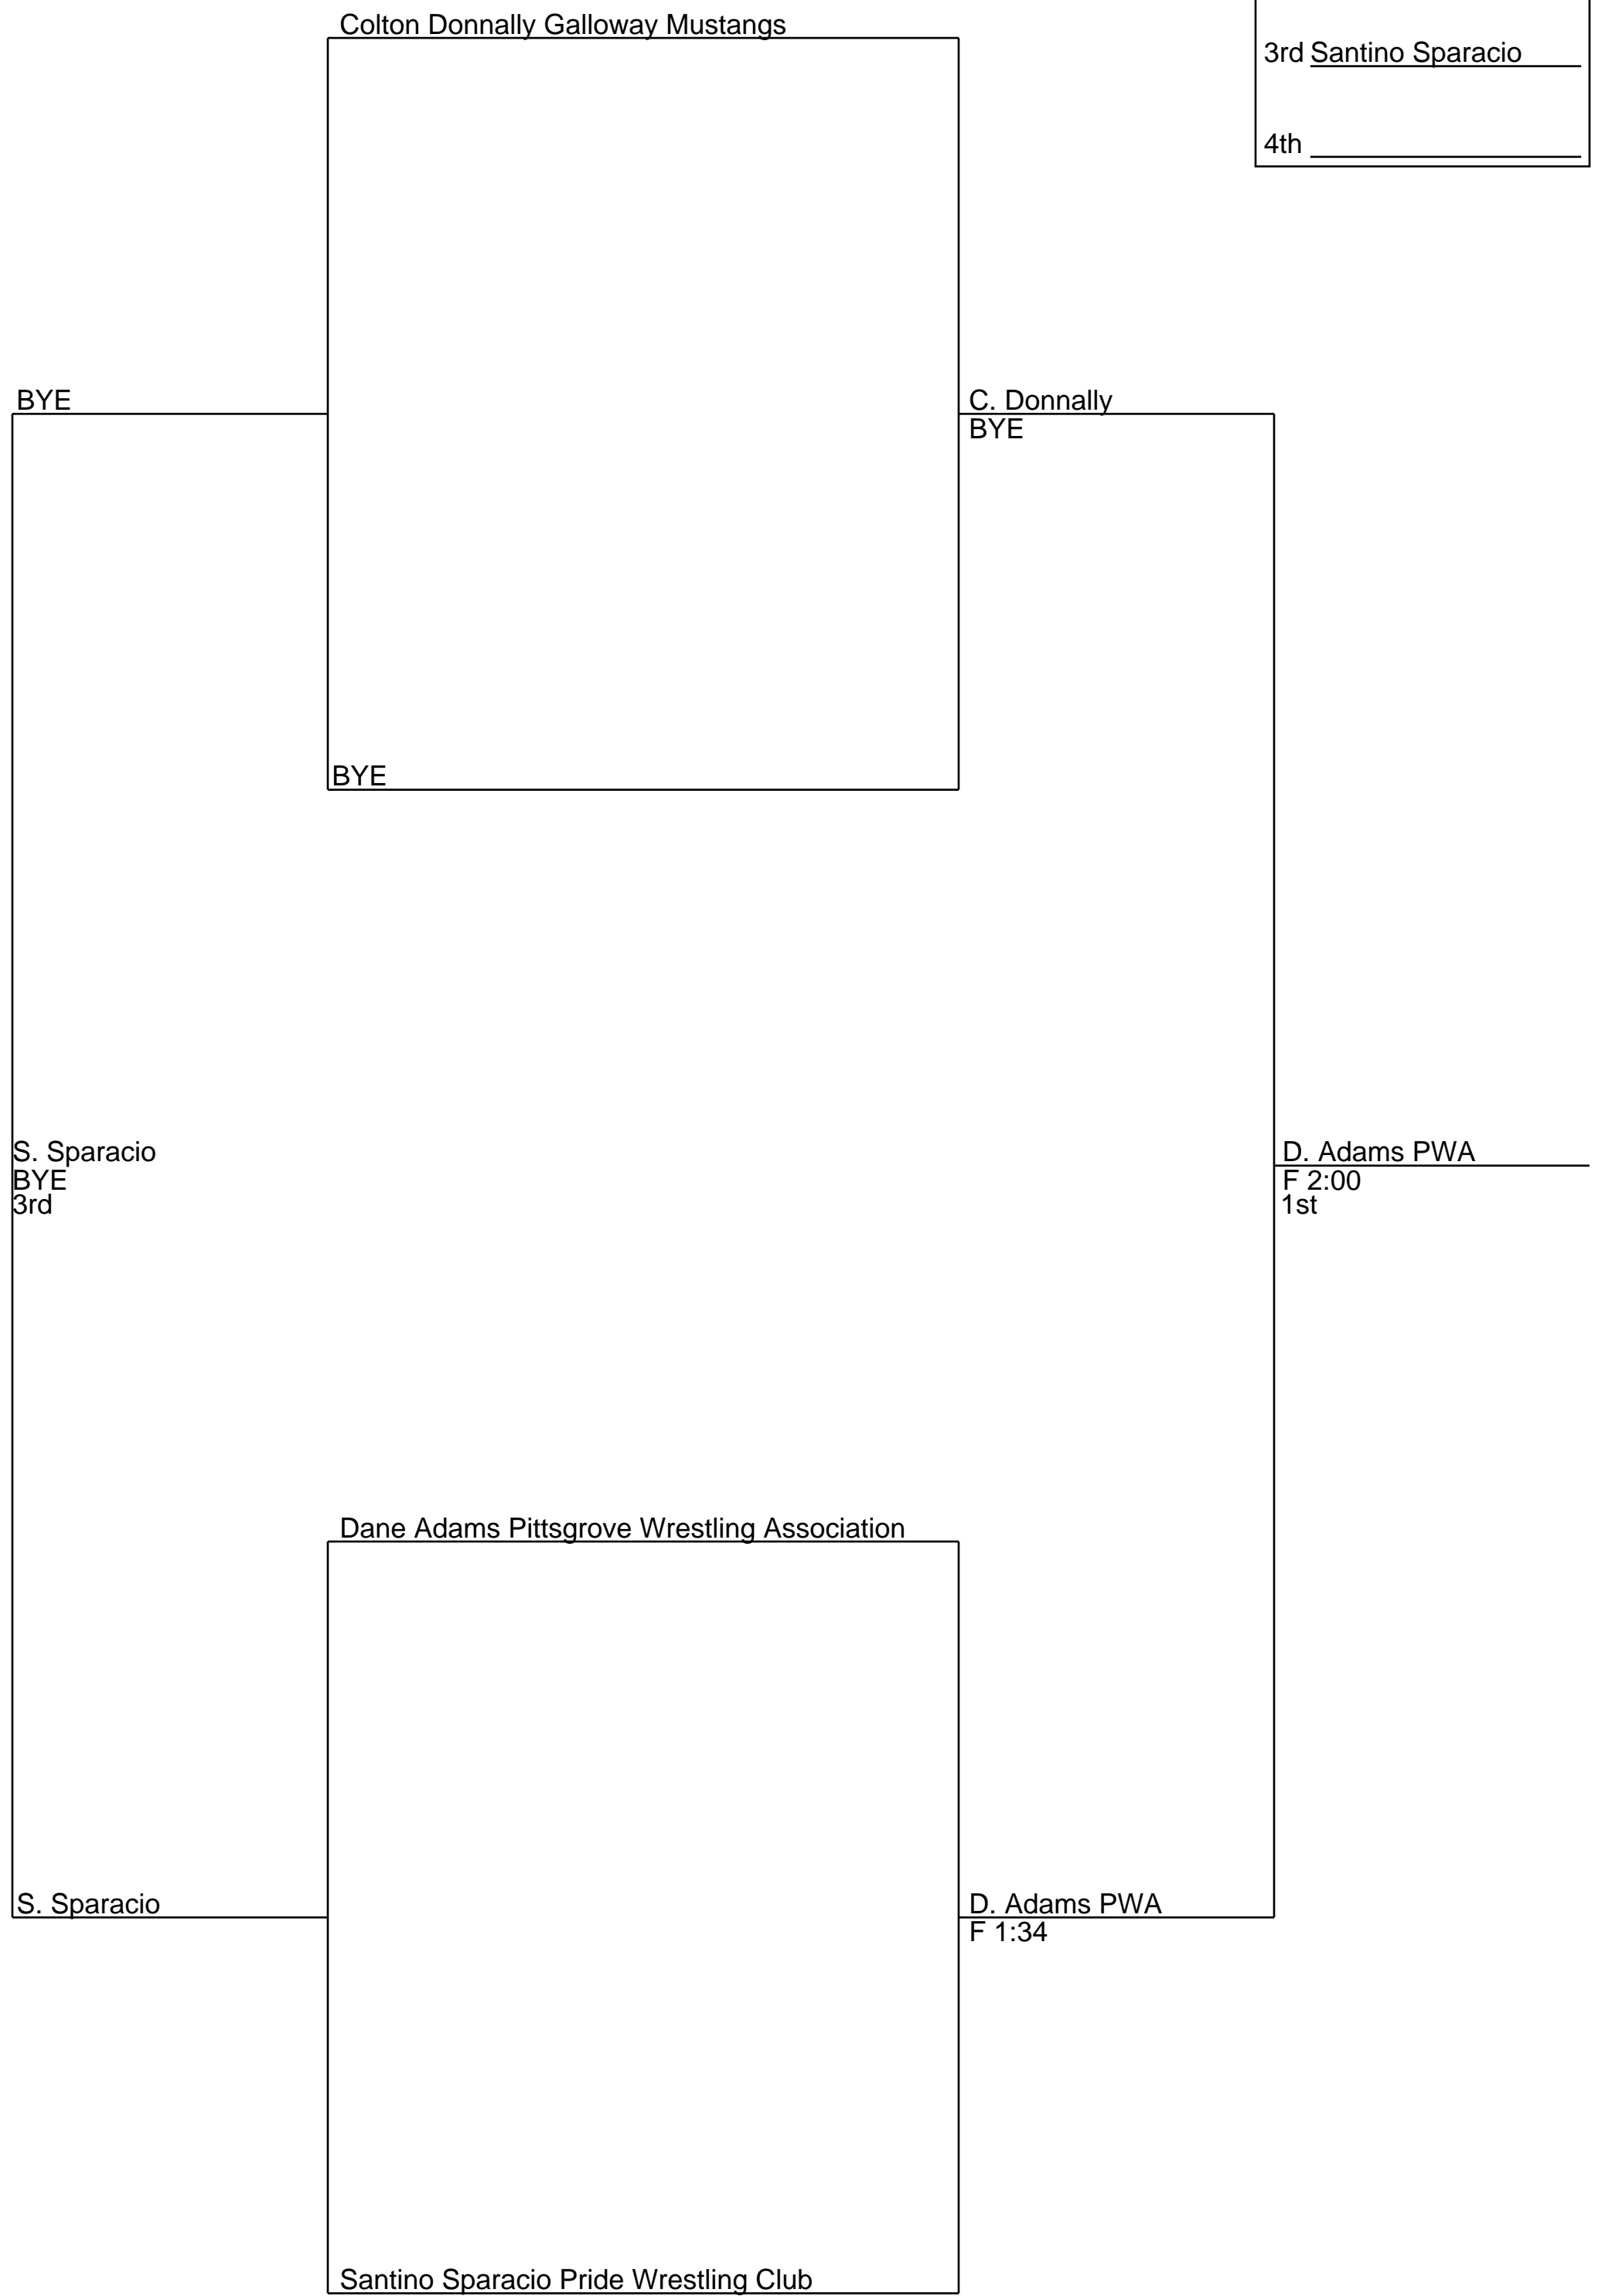 Colton Donnally Galloway Mustangs
3rd Santino Sparacio
4th
BYE
C. Donnally
BYE
BYE
S. Sparacio
BYE
3rd
D. Adams PWA
F 2:00
1st
Dane Adams Pittsgrove Wrestling Association
S. Sparacio
D. Adams PWA
F 1:34
Santino Sparacio Pride Wrestling Club